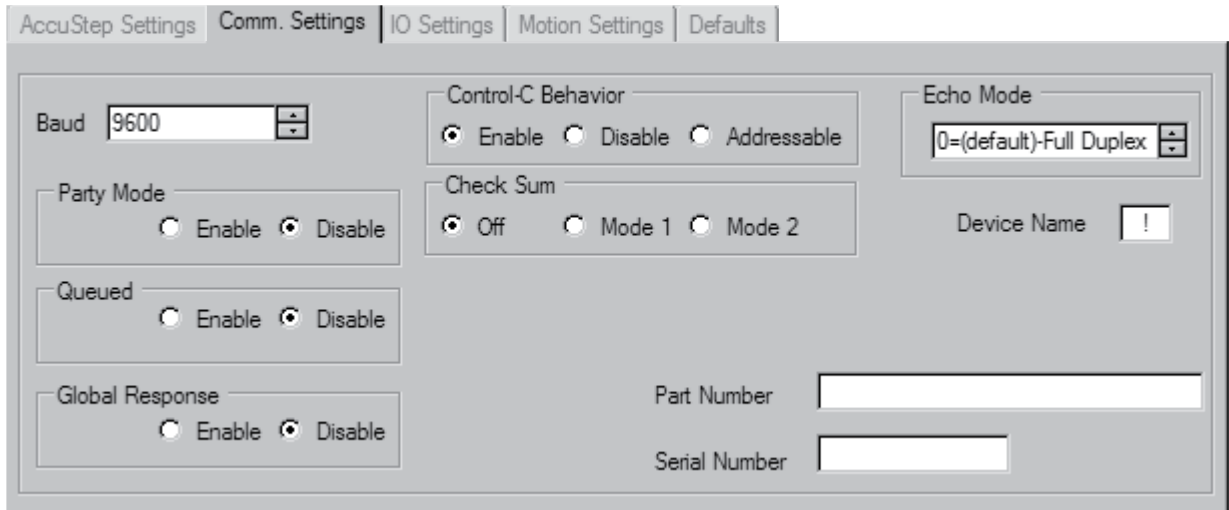 AccuStep Settings Comm. Settings IO Settings Motion Settings Defaults
Baud 9600
Control-C Behavior
Enable Disable Addressable
Echo Mode
0=(default)-Full Duplex
Party Mode
Enable Disable
Check Sum
Off Mode 1 Mode 2
Device Name !
Queued
Enable Disable
Global Response
Enable Disable
Part Number
Serial Number